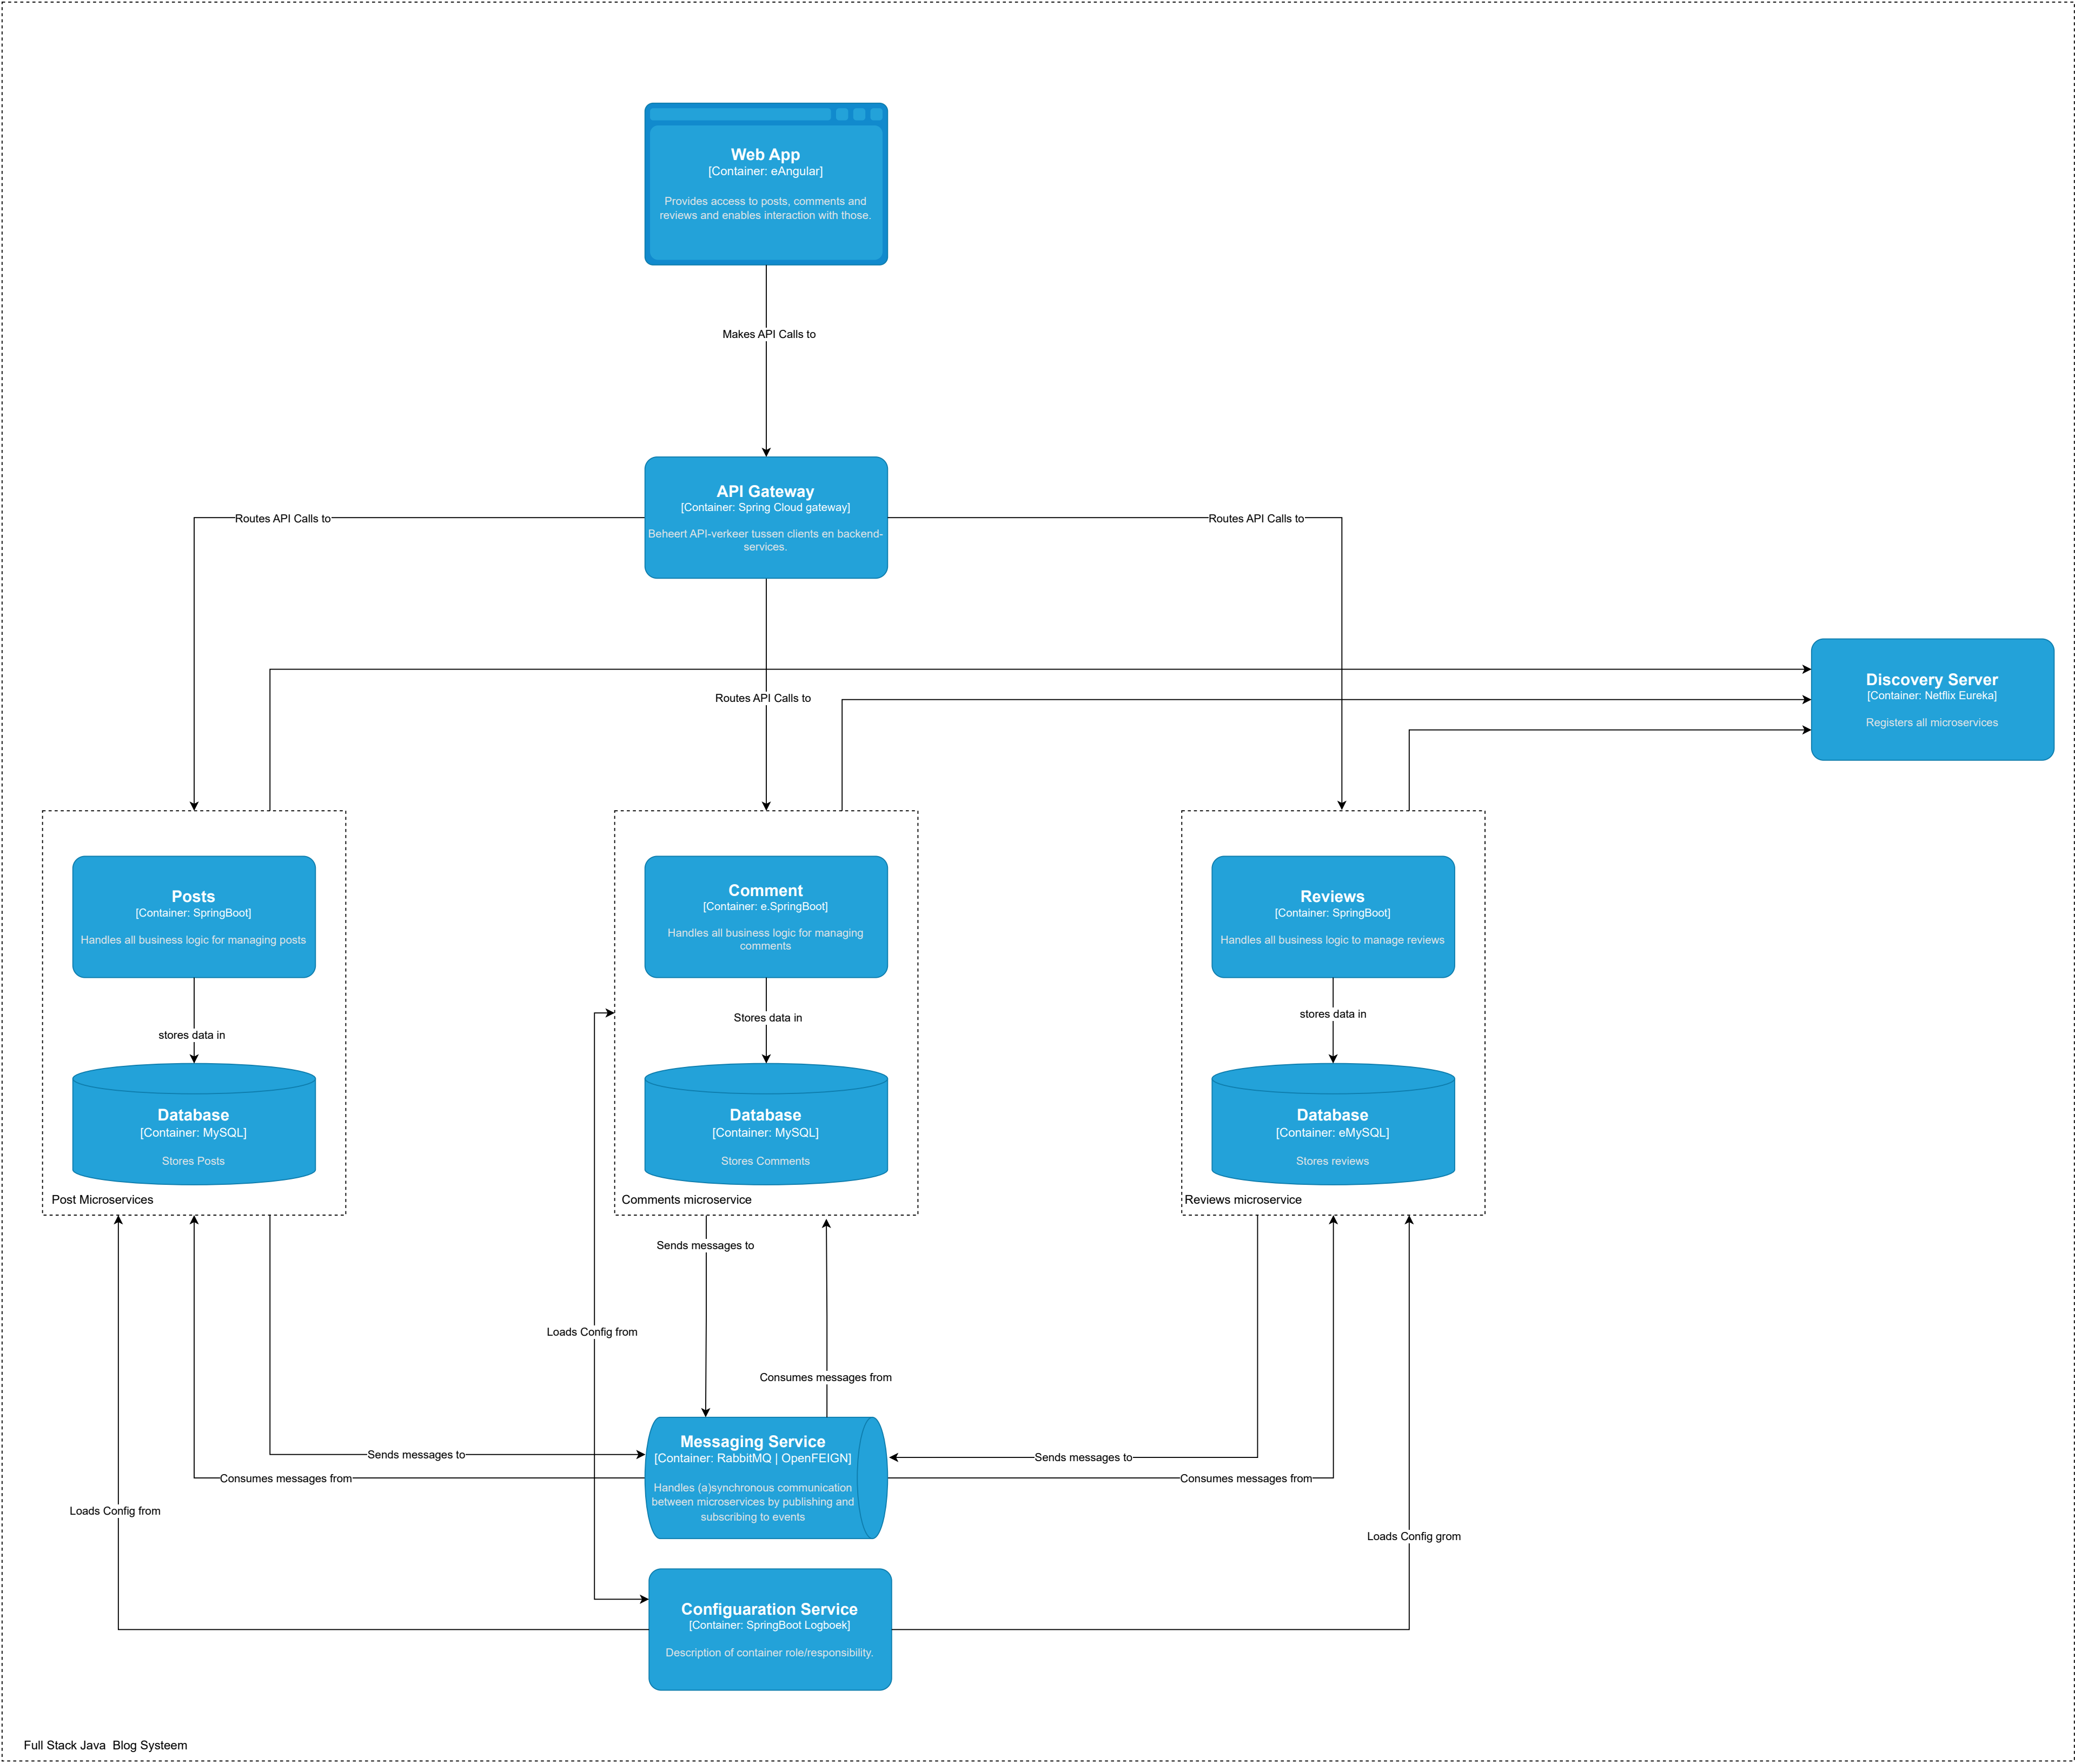 Web App
[Container: eAngular]
Provides access to posts, comments and
reviews and enables interaction with those.
Makes API Calls to
API Gateway
[Container: Spring Cloud gateway]
Beheert API-verkeer tussen clients en backend-
services.
Routes API Calls to
Routes API Calls to
Routes API Calls to
Discovery Server
[Container: Netflix Eureka]
Registers all microservices
Posts
[Container: SpringBoot]
Handles all business logic for managing posts
stores data in
Database
[Container: MySQL]
Stores Posts
Post Microservices
Comment
[Container: e.SpringBoot]
Handles all business logic for managing
comments
Stores data in
Database
[Container: MySQL]
Stores Comments
Comments microservice
Reviews
[Container: SpringBoot]
Handles all business logic to manage reviews
stores data in
Database
[Container: eMySQL]
Stores reviews
Reviews microservice
Sends messages to
Loads Config from
Consumes messages from
Sends messages to
Consumes messages from
Loads Config from
Messaging Service
[Container: RabbitMQ | OpenFEIGN]
Handles (a)synchronous communication
between microservices by publishing and
subscribing to events
Sends messages to
Consumes messages from
Loads Config grom
Configuaration Service
[Container: SpringBoot Logboek]
Description of container role/responsibility.
Full Stack Java  Blog Systeem